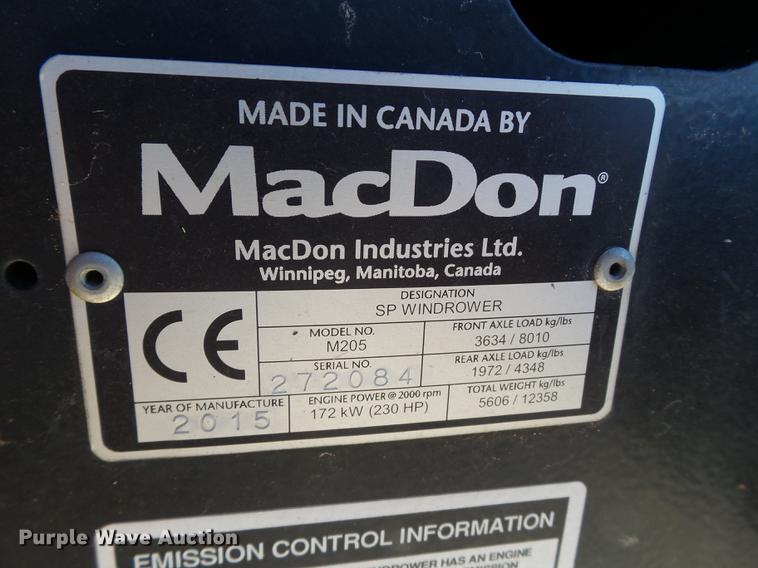 MADE IN CANADA BY
MacDon®
MacDon Industries Ltd.
Winnipeg, Manitoba, Canada
CE
DESIGNATION
SP WINDROWER
MODEL NO.
M205
FRONT AXLE LOAD kg/lbs
3634 / 8010
SERIAL NO.
272084
REAR AXLE LOAD kg/lbs
1972 / 4348
YEAR OF MANUFACTURE
2015
ENGINE POWER @ 2000 rpm
172 kW (230 HP)
TOTAL WEIGHT kg/lbs
5606 / 12358
EMISSION CONTROL INFORMATION
HAS AN ENGINE
Purple Wave Auction